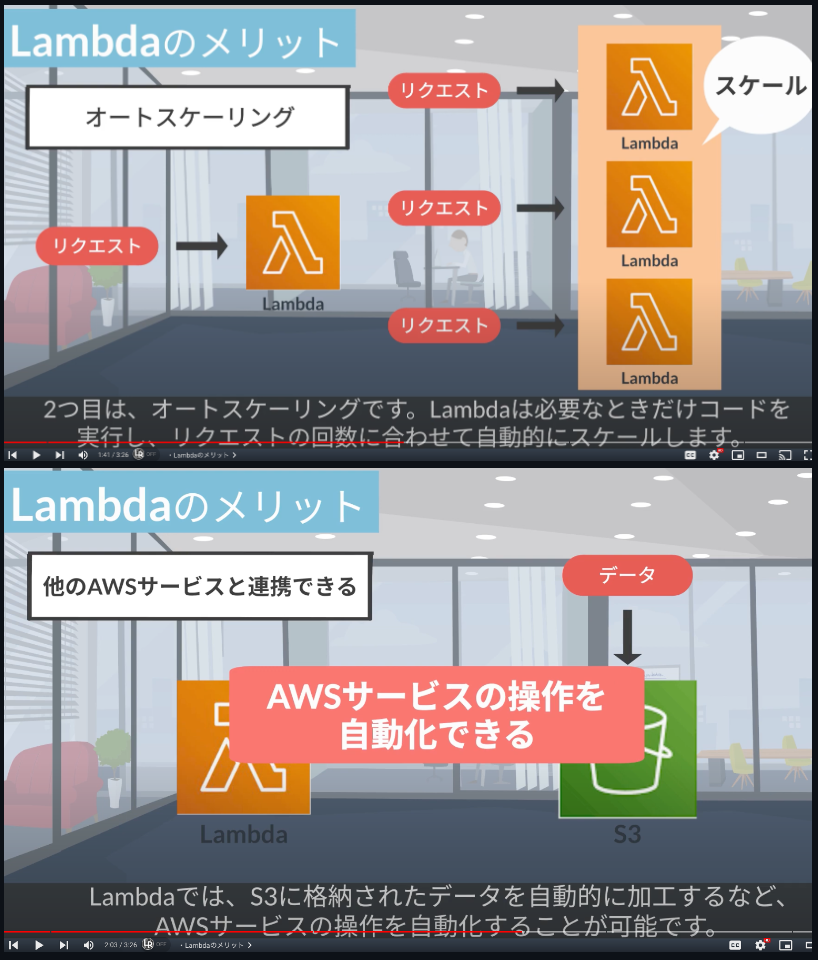 Lambdaのメリット
オートスケーリング
リクエスト
Lambda
リクエスト
リクエスト
リクエスト
Lambda
Lambda
Lambda
スケール
2つ目は、オートスケーリングです。Lambdaは必要なときだけコードを
実行し、リクエストの回数に合わせて自動的にスケールします。
1:41 / 3:26
OFF
・Lambdaのメリット
CC
Lambdaのメリット
他のAWSサービスと連携できる
データ
AWSサービスの操作を
自動化できる
Lambda
S3
Lambdaでは、S3に格納されたデータを自動的に加工するなど、
AWSサービスの操作を自動化することが可能です。
2:03 / 3:26
OFF
・Lambdaのメリット
CC